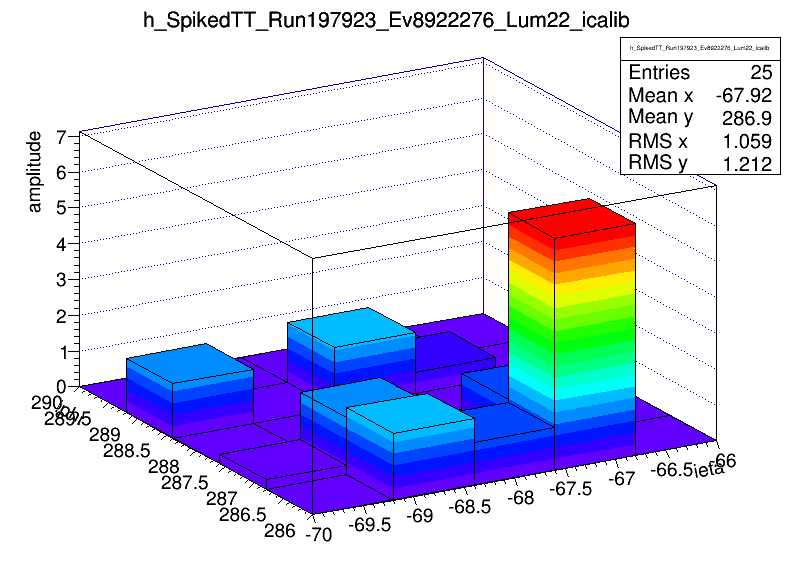 h_SpikedTT_Run197923_Ev8922276_Lum22_icalib
h_SpikedTT_Run197923_Ev8922276_Lum22_icalib
Entries 25
Mean x -67.92
Mean y 286.9
RMS x 1.059
RMS y 1.212
amplitude
7
6
5
4
3
2
1
0
290
289.5
289
288.5
288
287.5
287
286.5
286
-70
-69.5
-69
-68.5
-68
-67.5
-67
-66.5
-66
ieta